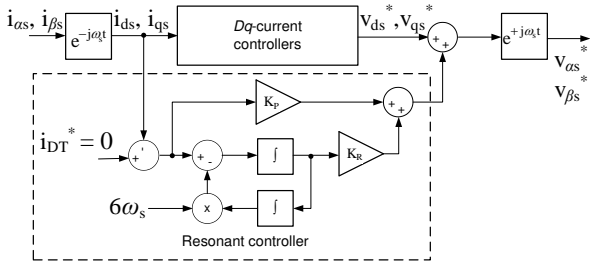 iαs, iβs
e^-jωst
ids, iqs
Dq-current
controllers
vds*,vqs*
+
+
e^+jωst
vαs*
vβs*
KP
+
+
iDT* = 0
+
'
+
-
∫
KR
6ωs
x
∫
Resonant controller